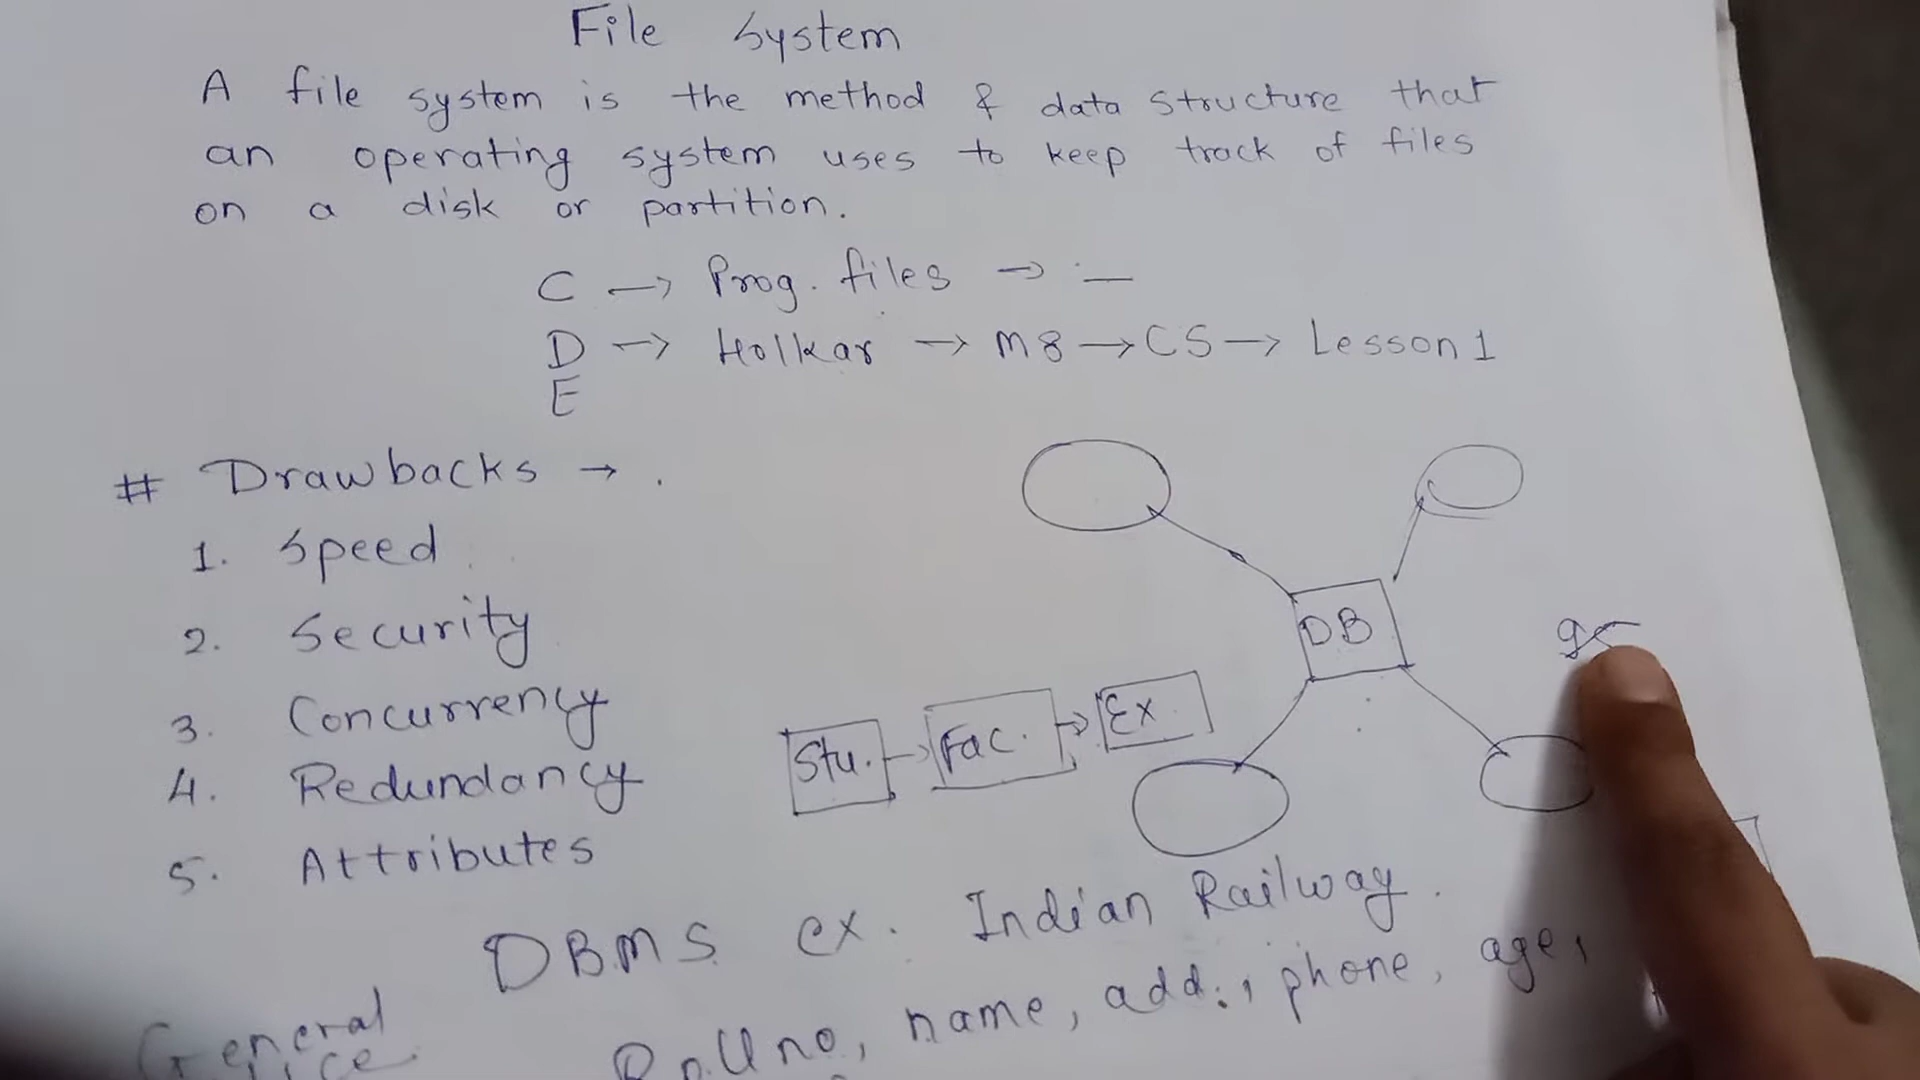 File System
A file system is the method & data structure that
an operating system uses to keep track of files
on a disk or partition.
C → Prog. files → —
D → Holkar → M8 → CS → Lesson 1
E
# Drawbacks →
1. Speed
2. Security
3. Concurrency
4. Redundancy
5. Attributes
DB
Stu. → Fac. → Ex.
DBMS ex. Indian Railway.
Roll no, name, add., phone, age,
General